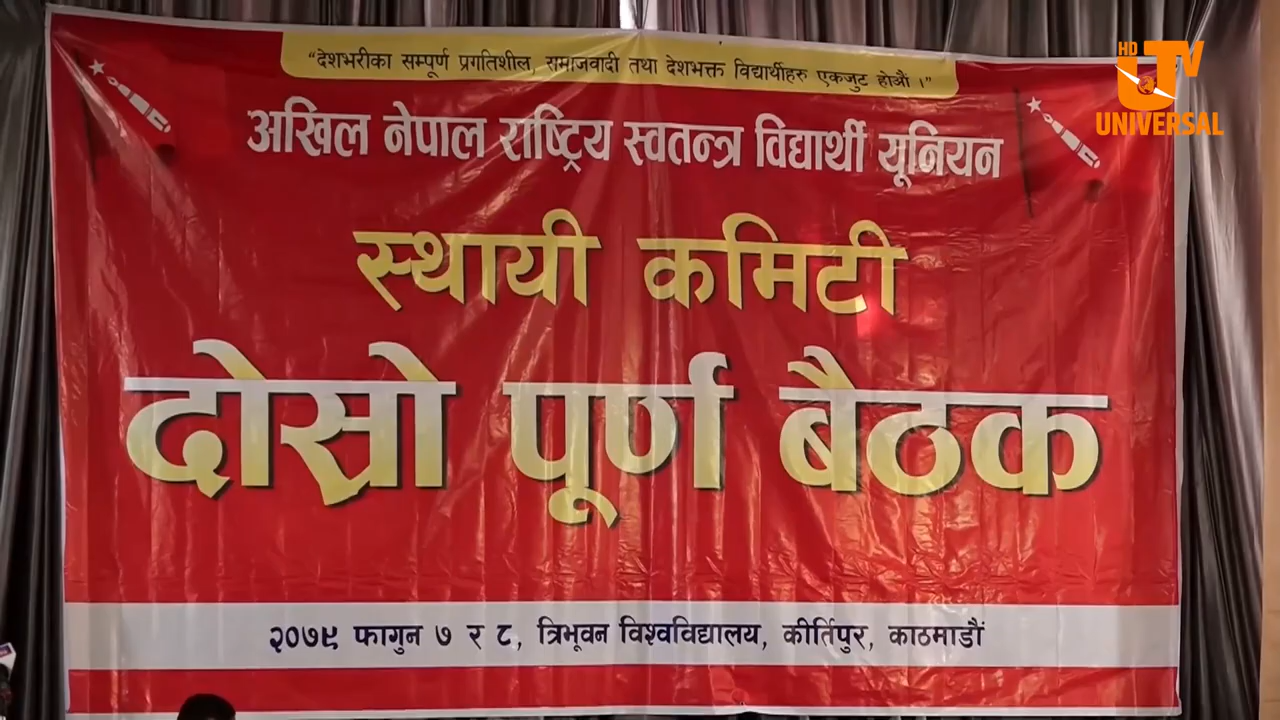 “देशभरीका सम्पूर्ण प्रगतिशील, समाजवादी तथा देशभक्त विद्यार्थीहरु एकजुट होऔं ।”
HD UTV
UNIVERSAL
अखिल नेपाल राष्ट्रिय स्वतन्त्र विद्यार्थी यूनियन
स्थायी कमिटी
दोस्रो पूर्ण बैठक
२०७९ फागुन ७ र ८, त्रिभूवन विश्वविद्यालय, कीर्तिपुर, काठमाडौं